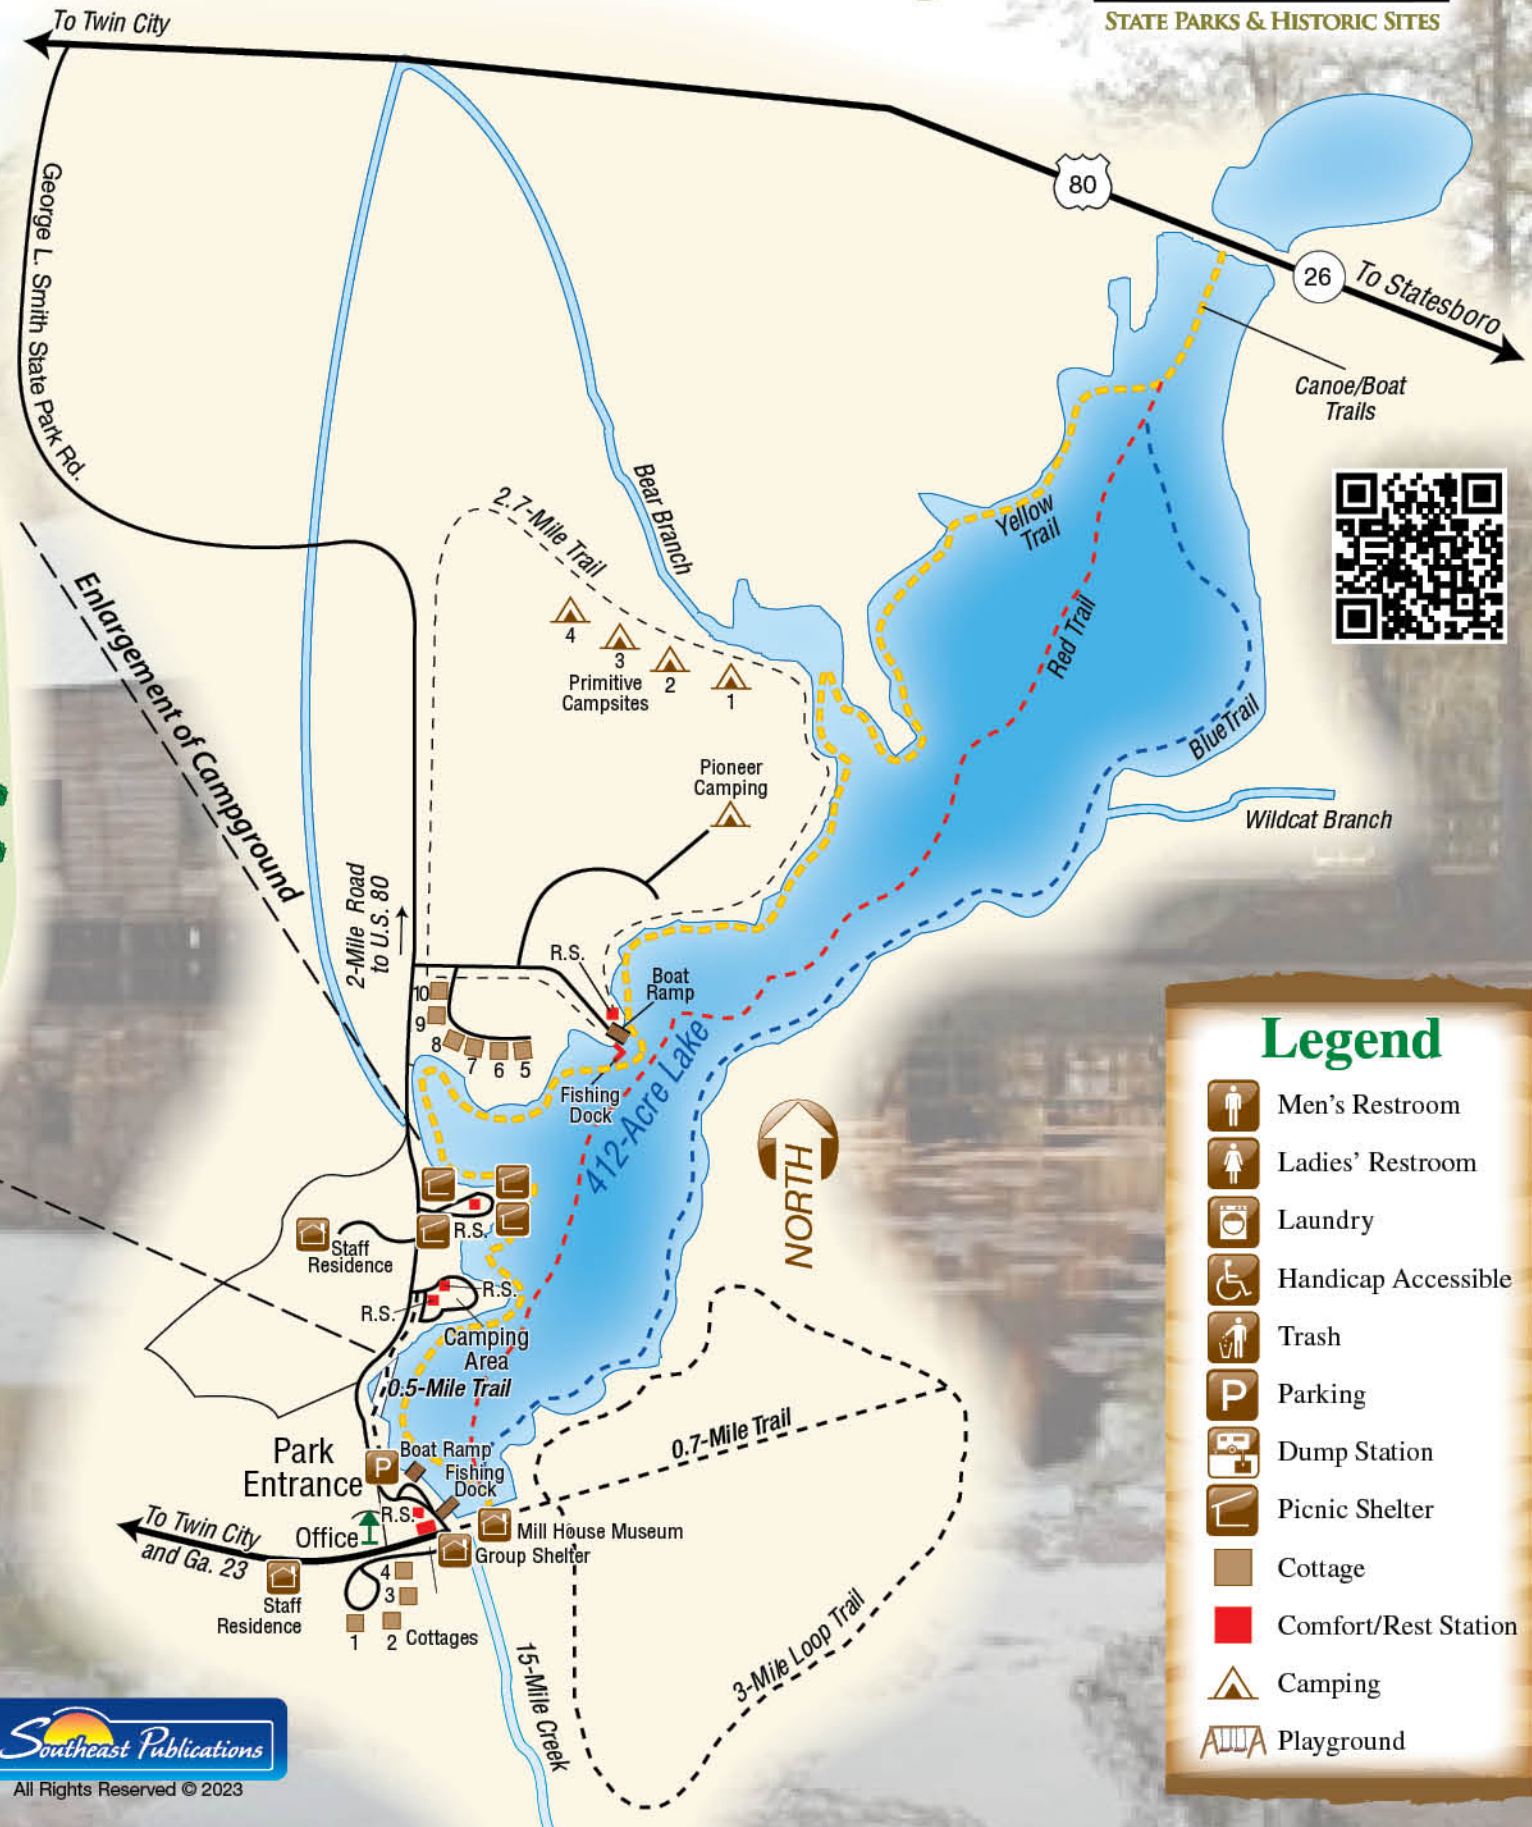 STATE PARKS & HISTORIC SITES
To Twin City
George L. Smith State Park Rd.
80
26
To Statesboro
Canoe/Boat
Trails
Bear Branch
2.7-Mile Trail
Yellow
Trail
Red Trail
Blue Trail
Wildcat Branch
4
3
2
1
Primitive
Campsites
Pioneer
Camping
Enlargement of Campground
2-Mile Road
to U.S. 80
R.S.
Boat
Ramp
10
9
8
7
6
5
Fishing
Dock
412-Acre Lake
NORTH
R.S.
Staff
Residence
R.S.
R.S.
Camping
Area
0.5-Mile Trail
0.7-Mile Trail
Park
Entrance
P
Boat Ramp
Fishing
Dock
R.S.
Office
To Twin City
and Ga. 23
Mill House Museum
Group Shelter
Staff
Residence
4
3
1
2
Cottages
15-Mile Creek
3-Mile Loop Trail
Legend
Men's Restroom
Ladies' Restroom
Laundry
Handicap Accessible
Trash
P
Parking
Dump Station
Picnic Shelter
Cottage
Comfort/Rest Station
Camping
Playground
Southeast Publications
All Rights Reserved © 2023